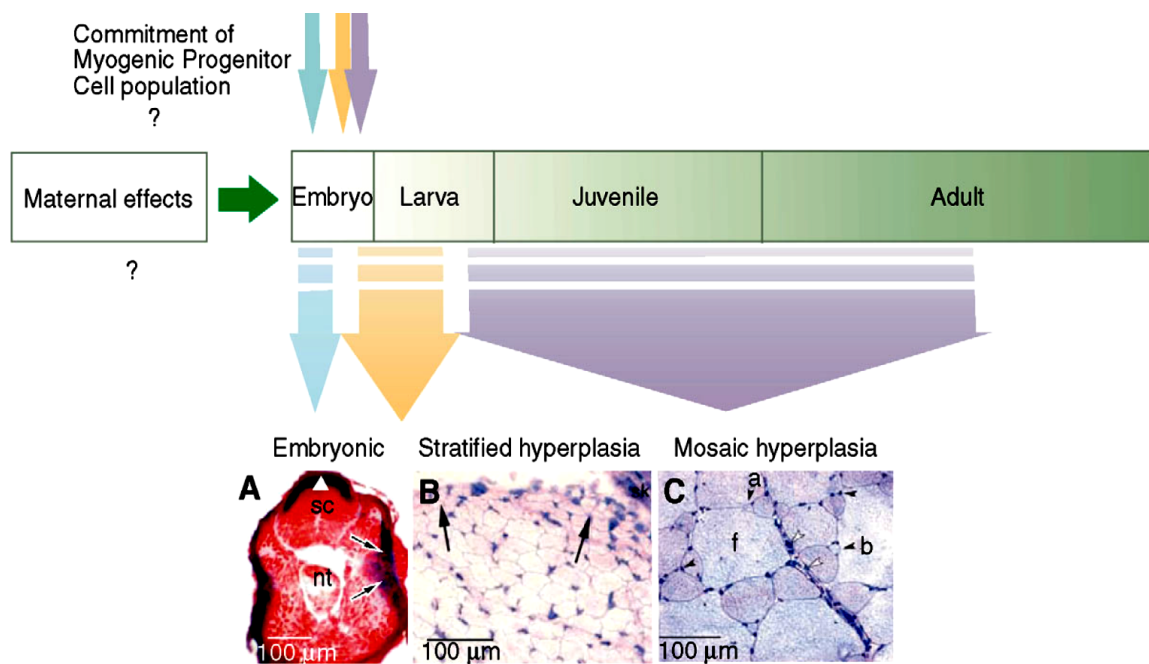 Commitment of
Myogenic Progenitor
Cell population
?
Maternal effects
?
Embryo
Larva
Juvenile
Adult
Embryonic
Stratified hyperplasia
Mosaic hyperplasia
A
sc
nt
100 µm
B
sk
100 µm
C
a
f
b
100 µm